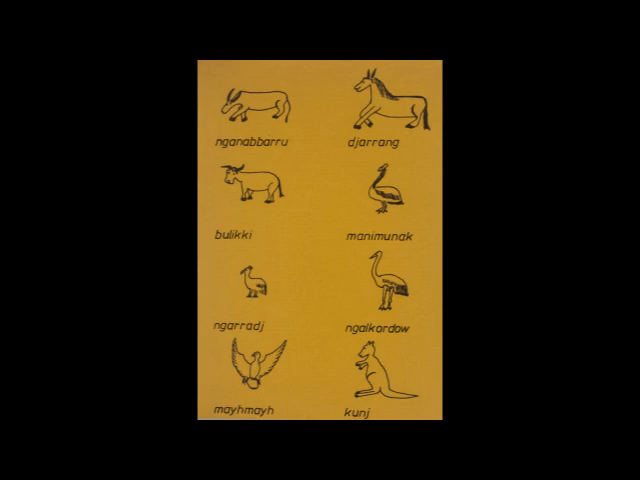 nganabbarru djarrang
bulikki manimunak
ngarradj ngalkordow
mayhmayh kunj